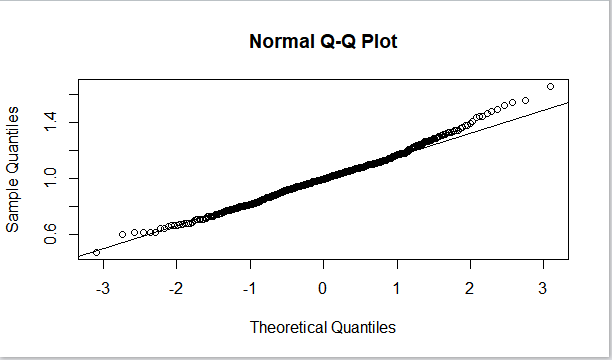 Normal Q-Q Plot
Sample Quantiles
1.4
1.0
0.6
-3 -2 -1 0 1 2 3
Theoretical Quantiles